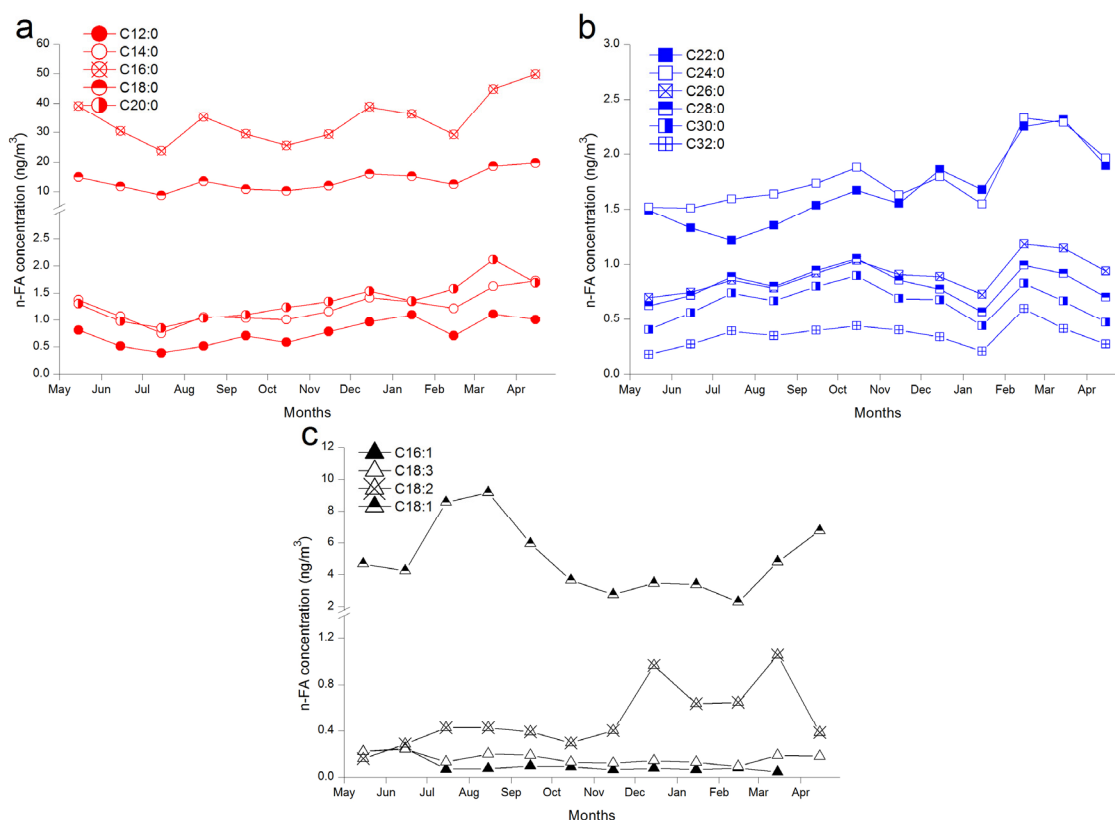 a
C12:0
C14:0
C16:0
C18:0
C20:0
n-FA concentration (ng/m³)
60
50
40
30
20
10
2.5
2.0
1.5
1.0
0.5
0.0
May Jun Jul Aug Sep Oct Nov Dec Jan Feb Mar Apr
Months
b
C22:0
C24:0
C26:0
C28:0
C30:0
C32:0
n-FA concentration (ng/m³)
3.0
2.5
2.0
1.5
1.0
0.5
0.0
May Jun Jul Aug Sep Oct Nov Dec Jan Feb Mar Apr
Months
c
C16:1
C18:3
C18:2
C18:1
n-FA concentration (ng/m³)
12
10
8
6
4
2
1.2
0.8
0.4
0.0
May Jun Jul Aug Sep Oct Nov Dec Jan Feb Mar Apr
Months